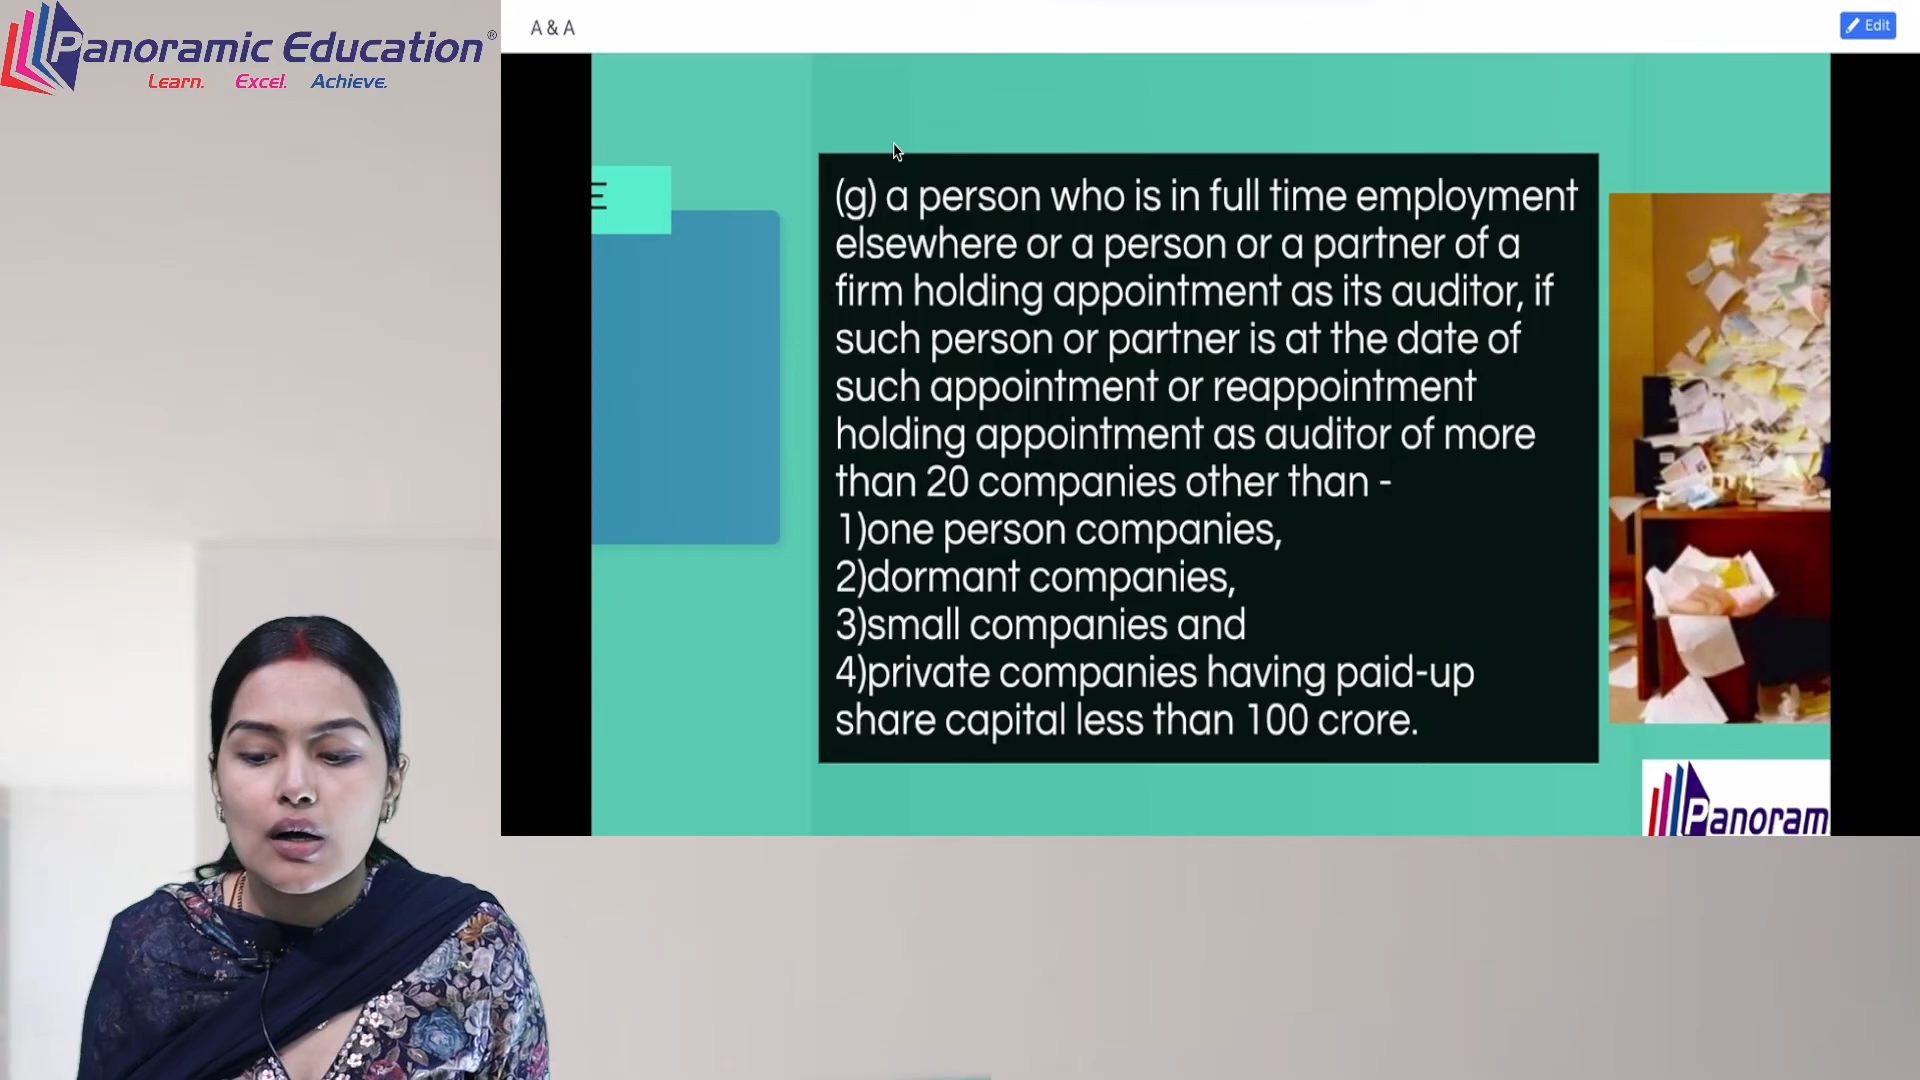 Panoramic Education®
Learn. Excel. Achieve.
A & A
Edit
E
(g) a person who is in full time employment
elsewhere or a person or a partner of a
firm holding appointment as its auditor, if
such person or partner is at the date of
such appointment or reappointment
holding appointment as auditor of more
than 20 companies other than -
1)one person companies,
2)dormant companies,
3)small companies and
4)private companies having paid-up
share capital less than 100 crore.
Panoram